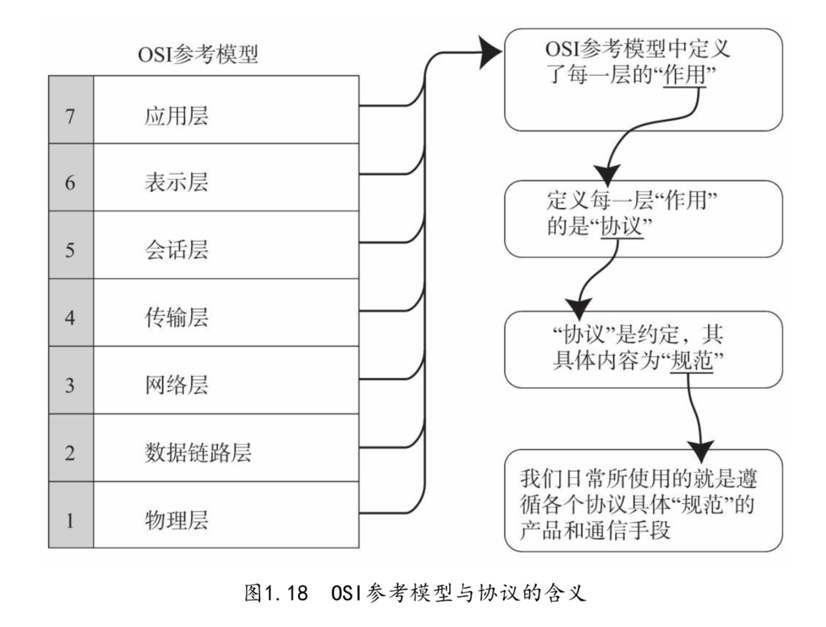 OSI参考模型
7 应用层
6 表示层
5 会话层
4 传输层
3 网络层
2 数据链路层
1 物理层
OSI参考模型中定义
了每一层的“作用”
定义每一层“作用”
的是“协议”
“协议”是约定，其
具体内容为“规范”
我们日常所使用的就是遵
循各个协议具体“规范”的
产品和通信手段
图1.18 OSI参考模型与协议的含义